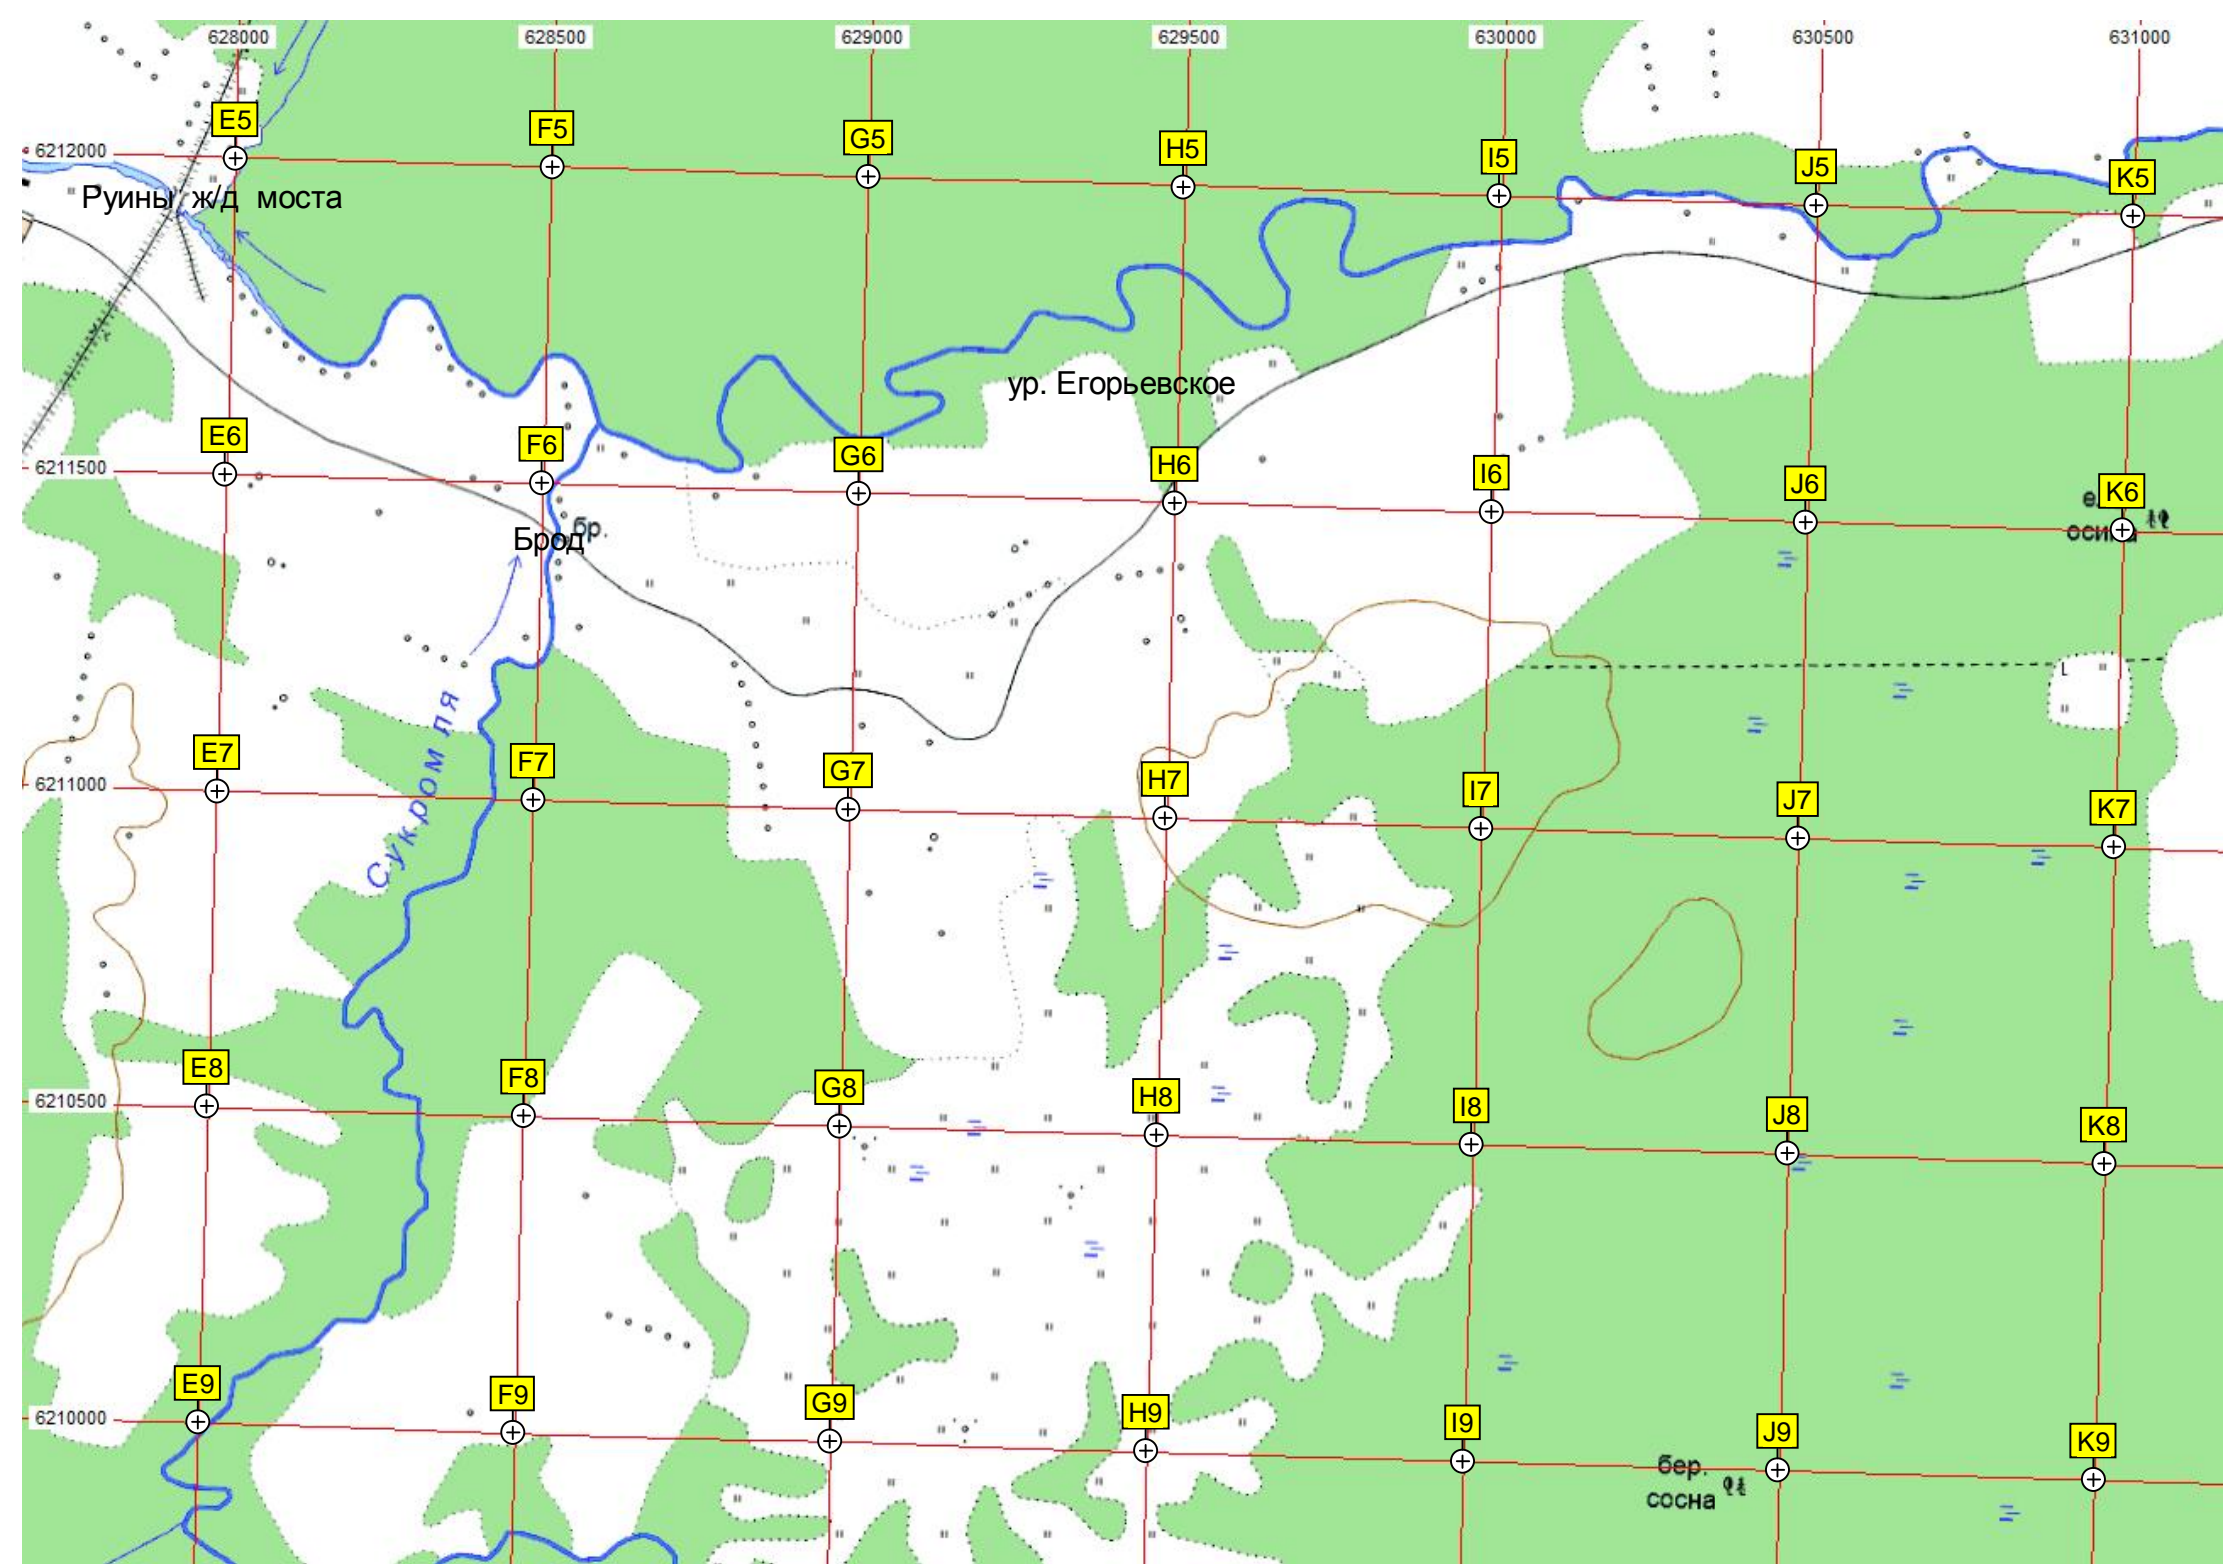 628000 628500 629000 629500 630000 630500 631000
E5 F5 G5 H5 I5 J5 K5
6212000
Руины ж/д моста
ур. Егорьевское
E6 F6 G6 H6 I6 J6 K6
6211500
бр.
Брод
Сукромля
E7 F7 G7 H7 I7 J7 K7
6211000
E8 F8 G8 H8 I8 J8 K8
6210500
E9 F9 G9 H9 I9 J9 K9
6210000
бер.
сосна